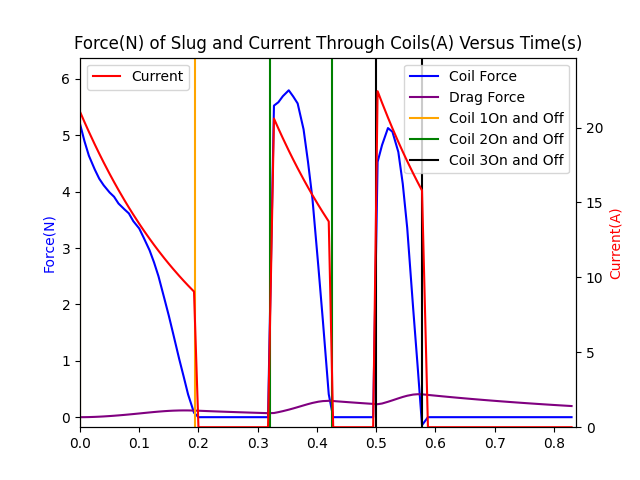 Force(N) of Slug and Current Through Coils(A) Versus Time(s)
Current
Coil Force
Drag Force
Coil 1On and Off
Coil 2On and Off
Coil 3On and Off
Force(N)
6
5
4
3
2
1
0
Current(A)
20
15
10
5
0
0.0 0.1 0.2 0.3 0.4 0.5 0.6 0.7 0.8